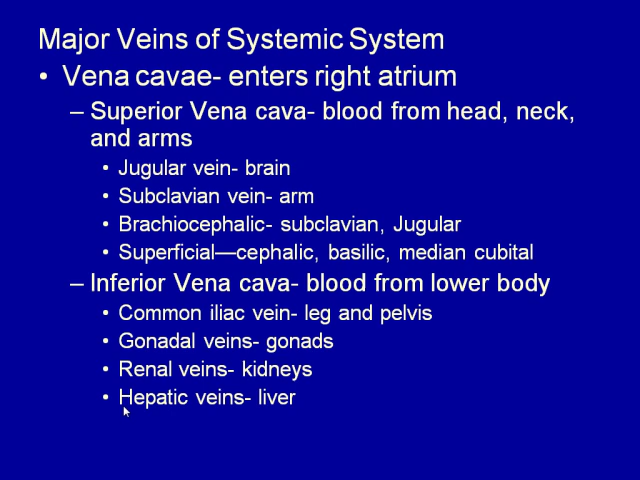 Major Veins of Systemic System
• Vena cavae- enters right atrium
– Superior Vena cava- blood from head, neck,
and arms
• Jugular vein- brain
• Subclavian vein- arm
• Brachiocephalic- subclavian, Jugular
• Superficial—cephalic, basilic, median cubital
– Inferior Vena cava- blood from lower body
• Common iliac vein- leg and pelvis
• Gonadal veins- gonads
• Renal veins- kidneys
• Hepatic veins- liver